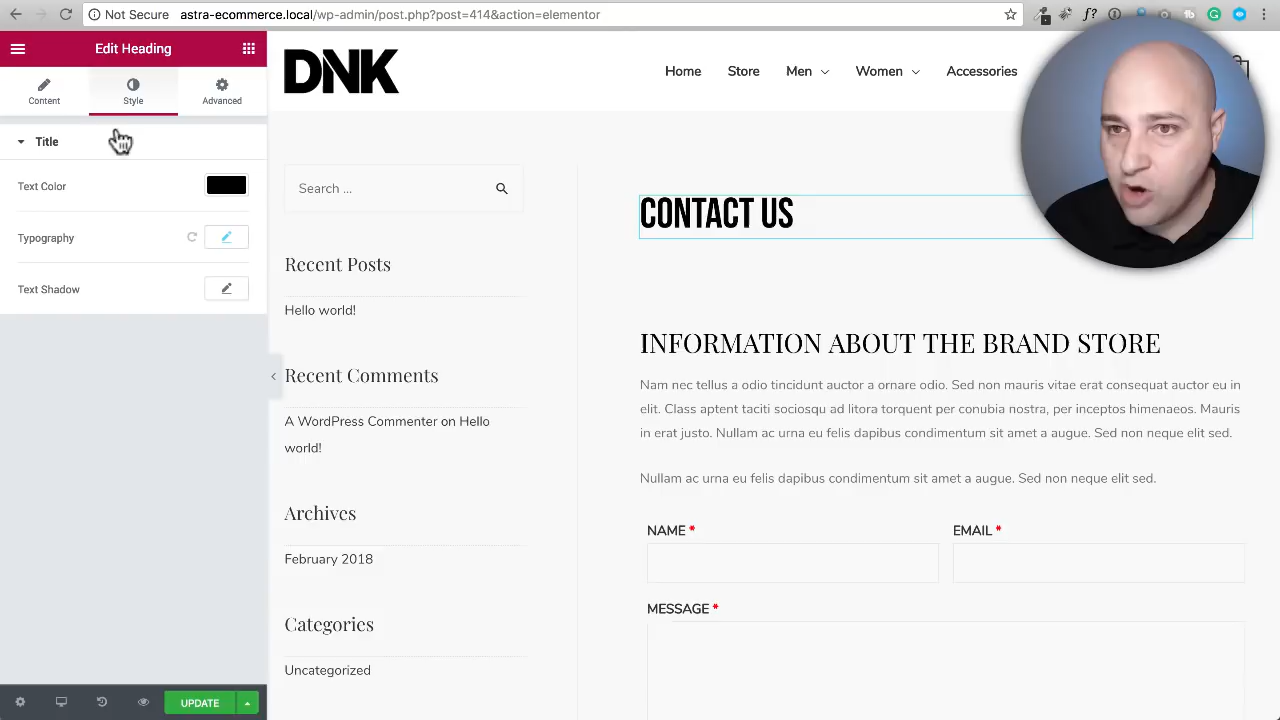 Not Secure astra-ecommerce.local/wp-admin/post.php?post=414&action=elementor
Edit Heading
Content Style Advanced
Title
Text Color
Typography
Text Shadow
UPDATE
DNK
Home Store Men Women Accessories
Search ...
Recent Posts
Hello world!
Recent Comments
A WordPress Commenter on Hello
world!
Archives
February 2018
Categories
Uncategorized
CONTACT US
INFORMATION ABOUT THE BRAND STORE
Nam nec tellus a odio tincidunt auctor a ornare odio. Sed non mauris vitae erat consequat auctor eu in
elit. Class aptent taciti sociosqu ad litora torquent per conubia nostra, per inceptos himenaeos. Mauris
in erat justo. Nullam ac urna eu felis dapibus condimentum sit amet a augue. Sed non neque elit sed.
Nullam ac urna eu felis dapibus condimentum sit amet a augue. Sed non neque elit sed.
NAME * EMAIL *
MESSAGE *